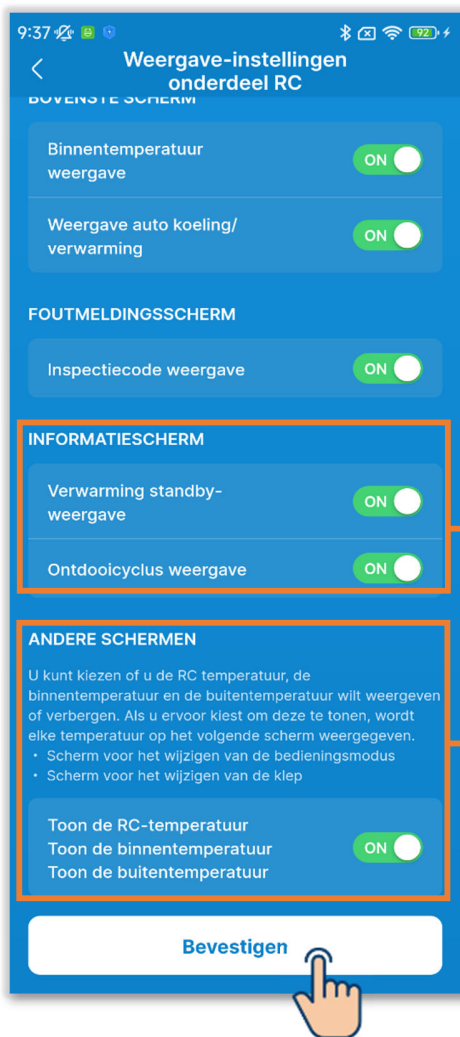 9:37
92
Weergave-instellingen
onderdeel RC
BOVENSTE SCHERM
Binnentemperatuur
weergave
ON
Weergave auto koeling/
verwarming
ON
FOUTMELDINGSSCHERM
Inspectiecode weergave
ON
INFORMATIESCHERM
Verwarming standby-
weergave
ON
Ontdooicyclus weergave
ON
ANDERE SCHERMEN
U kunt kiezen of u de RC temperatuur, de
binnentemperatuur en de buitentemperatuur wilt weergeven
of verbergen. Als u ervoor kiest om deze te tonen, wordt
elke temperatuur op het volgende scherm weergegeven.
• Scherm voor het wijzigen van de bedieningsmodus
• Scherm voor het wijzigen van de klep
Toon de RC-temperatuur
Toon de binnentemperatuur
ON
Toon de buitentemperatuur
Bevestigen